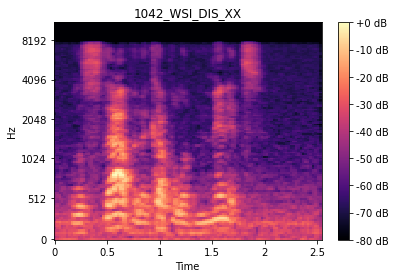 1042_WSI_DIS_XX
+0 dB
8192
-10 dB
4096
-20 dB
-30 dB
2048
Hz
-40 dB
1024
-50 dB
512
-60 dB
-70 dB
0
-80 dB
0 0.5 1 1.5 2 2.5
Time